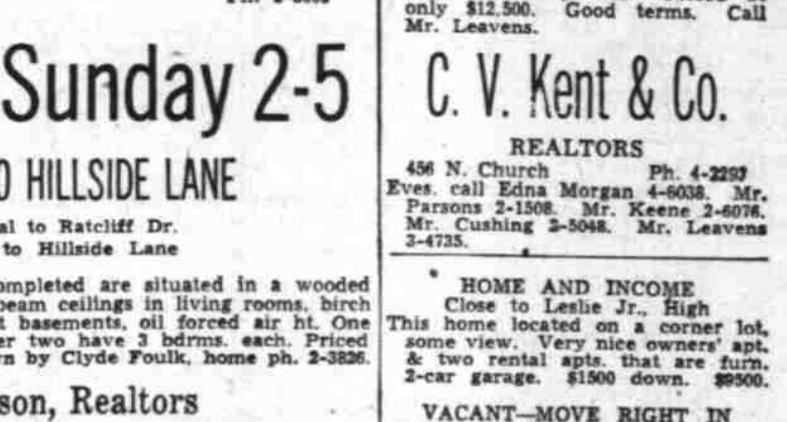 Sunday 2-5
HILLSIDE LANE
al to Ratcliff Dr.
to Hillside Lane
ompleted are situated in a wooded
beam ceilings in living rooms, birch
t basements, oil forced air ht. One
er two have 3 bdrms. each. Priced
n by Clyde Foulk, home ph. 2-3826.
son, Realtors
only $12,500. Good terms. Call
Mr. Leavens.
C. V. Kent & Co.
REALTORS
456 N. Church Ph. 4-2293
Eves. call Edna Morgan 4-6038. Mr.
Parsons 2-1508. Mr. Keene 2-6076.
Mr. Cushing 2-5048. Mr. Leavens
3-4735.
HOME AND INCOME
Close to Leslie Jr., High
This home located on a corner lot,
some view. Very nice owners' apt.
& two rental apts. that are furn.
2-car garage. $1500 down. $9500.
VACANT—MOVE RIGHT IN